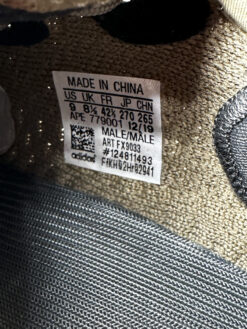 MADE IN CHINA
US UK FR JP CHN
9 8½ 42⅔ 270 265
APE 779001 12/19
MALE/MALE
ART FX9033
#124811493
adidas